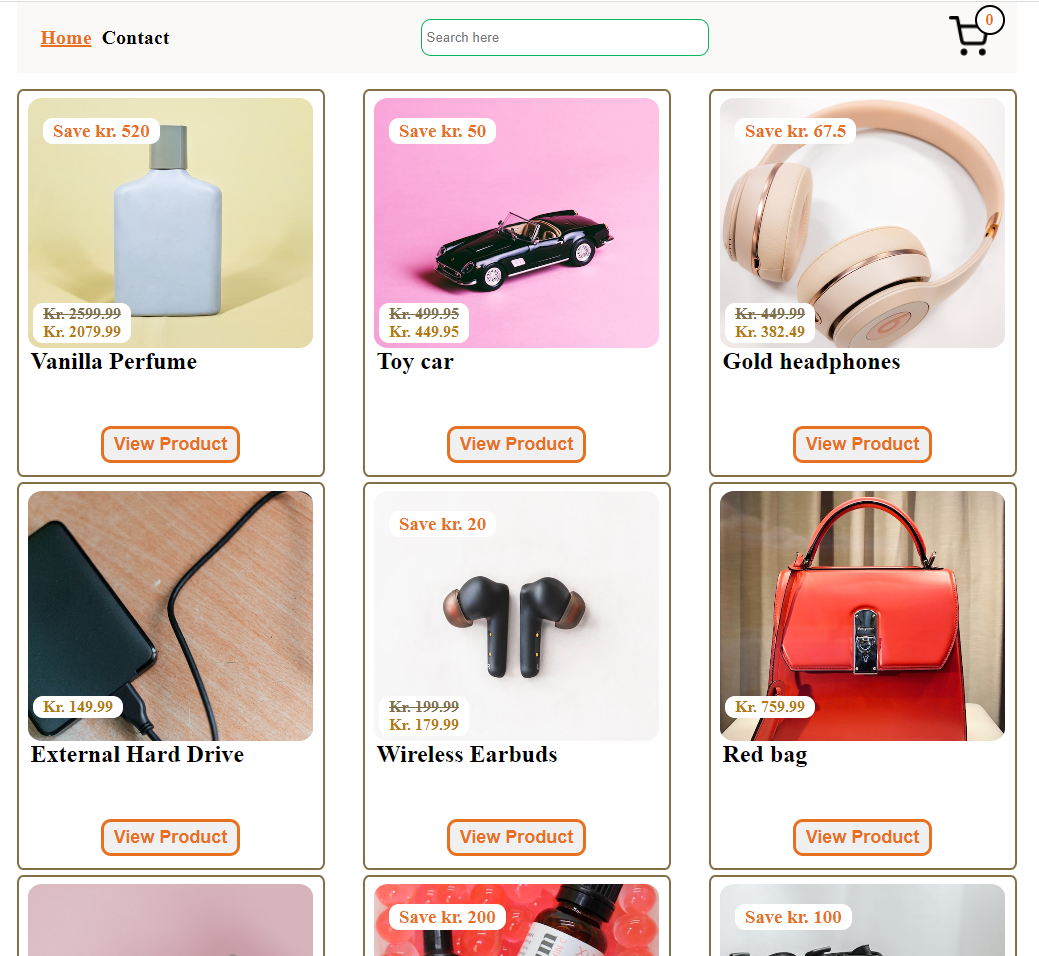 Home Contact
Search here
0
Save kr. 520
Kr. 2599.99
Kr. 2079.99
Vanilla Perfume
View Product
Save kr. 50
Kr. 499.95
Kr. 449.95
Toy car
View Product
Save kr. 67.5
Kr. 449.99
Kr. 382.49
Gold headphones
View Product
Kr. 149.99
External Hard Drive
View Product
Save kr. 20
Kr. 199.99
Kr. 179.99
Wireless Earbuds
View Product
Kr. 759.99
Red bag
View Product
Save kr. 200
Save kr. 100